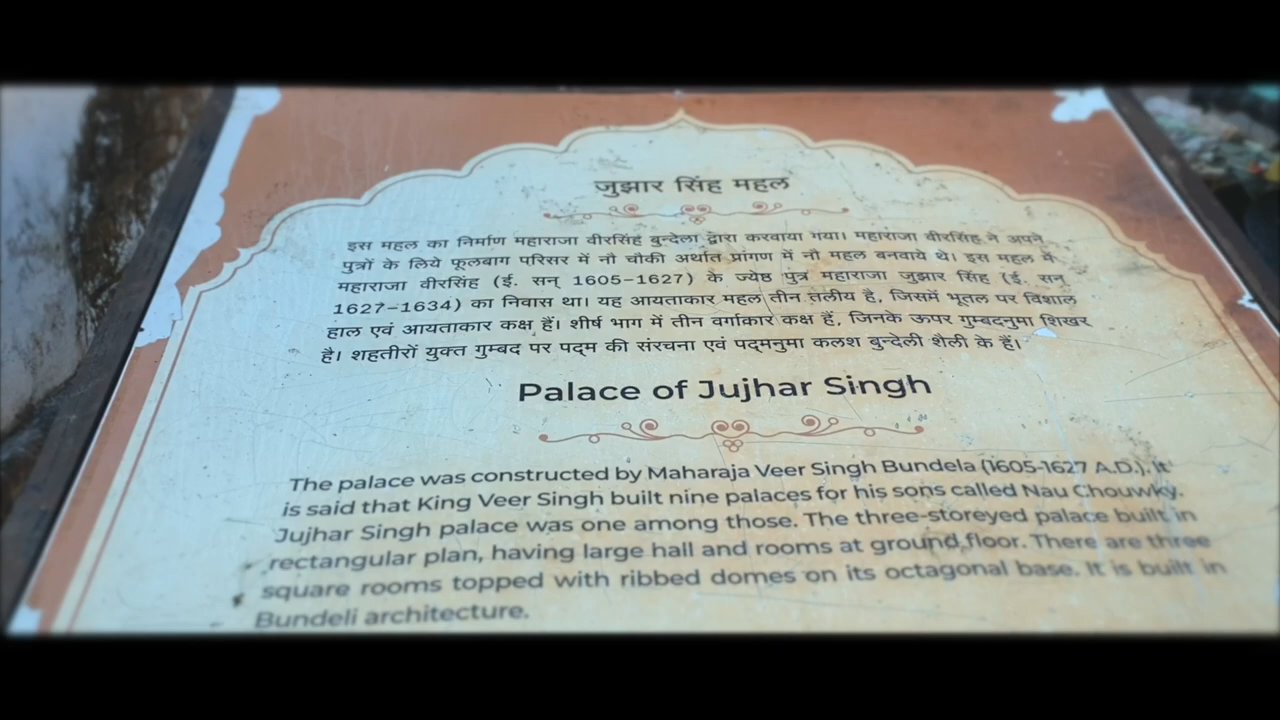 जुझार सिंह महल
इस महल का निर्माण महाराजा वीरसिंह बुन्देला द्वारा करवाया गया। महाराजा वीरसिंह ने अपने
पुत्रों के लिये फूलबाग परिसर में नौ चौकी अर्थात प्रांगण में नौ महल बनवाये थे। इस महल में
महाराजा वीरसिंह (ई. सन् 1605-1627) के ज्येष्ठ पुत्र महाराजा जुझार सिंह (ई. सन्
1627-1634) का निवास था। यह आयताकार महल तीन तलीय है, जिसमें भूतल पर विशाल
हाल एवं आयताकार कक्ष हैं। शीर्ष भाग में तीन वर्गाकार कक्ष हैं, जिनके ऊपर गुम्बदनुमा शिखर
है। शहतीरों युक्त गुम्बद पर पद्म की संरचना एवं पद्मनुमा कलश बुन्देली शैली के हैं।
Palace of Jujhar Singh
The palace was constructed by Maharaja Veer Singh Bundela (1605-1627 A.D.). It
is said that King Veer Singh built nine palaces for his sons called Nau Chouwky.
Jujhar Singh palace was one among those. The three-storeyed palace built in
rectangular plan, having large hall and rooms at ground floor. There are three
square rooms topped with ribbed domes on its octagonal base. It is built in
Bundeli architecture.